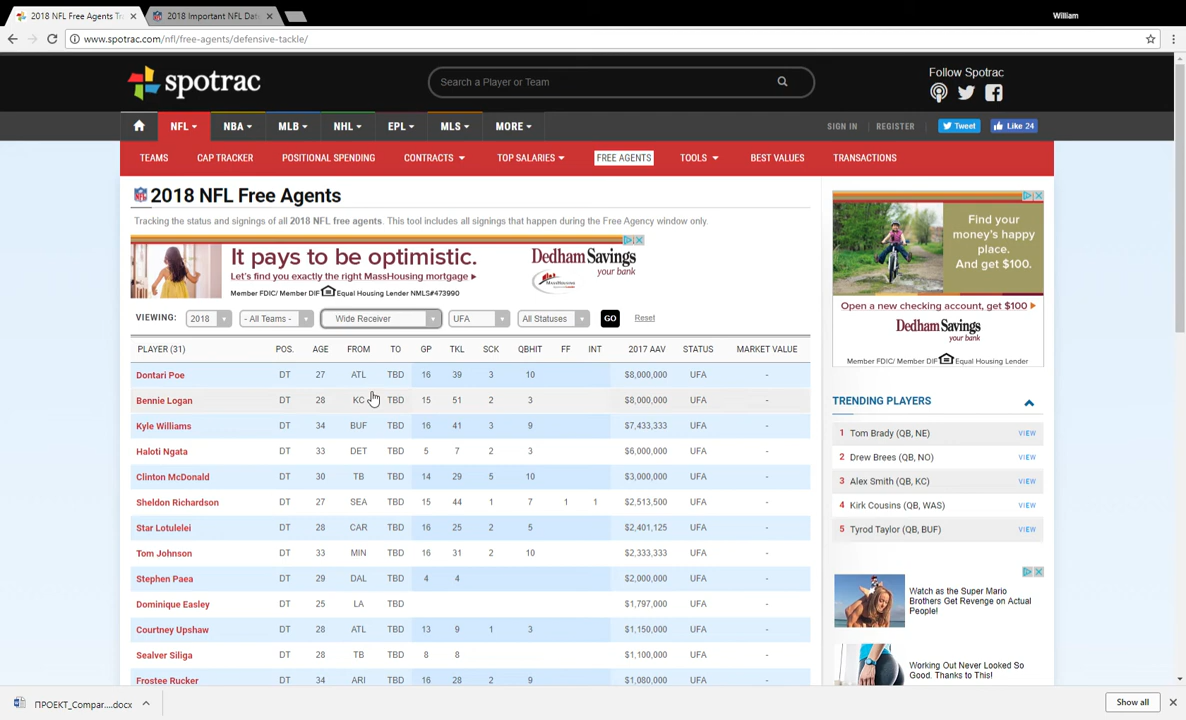 2018 NFL Free Agents Tr
2018 Important NFL Dat
William
www.spotrac.com/nfl/free-agents/defensive-tackle/
spotrac
Search a Player or Team
Follow Spotrac
NFL NBA MLB NHL EPL MLS MORE
SIGN IN REGISTER Tweet Like 24
TEAMS CAP TRACKER POSITIONAL SPENDING CONTRACTS TOP SALARIES FREE AGENTS TOOLS BEST VALUES TRANSACTIONS
2018 NFL Free Agents
Tracking the status and signings of all 2018 NFL free agents. This tool includes all signings that happen during the Free Agency window only.
It pays to be optimistic.
Let's find you exactly the right MassHousing mortgage
Member FDIC/ Member DIF Equal Housing Lender NMLS#473990
Dedham Savings
your bank
VIEWING: 2018 - All Teams - Wide Receiver UFA All Statuses GO Reset
PLAYER (31) POS. AGE FROM TO GP TKL SCK QBHIT FF INT 2017 AAV STATUS MARKET VALUE
Dontari Poe DT 27 ATL TBD 16 39 3 10 $8,000,000 UFA -
Bennie Logan DT 28 KC TBD 15 51 2 3 $8,000,000 UFA -
Kyle Williams DT 34 BUF TBD 16 41 3 9 $7,433,333 UFA -
Haloti Ngata DT 33 DET TBD 5 7 2 3 $6,000,000 UFA -
Clinton McDonald DT 30 TB TBD 14 29 5 10 $3,000,000 UFA -
Sheldon Richardson DT 27 SEA TBD 15 44 1 7 1 1 $2,513,500 UFA -
Star Lotulelei DT 28 CAR TBD 16 25 2 5 $2,401,125 UFA -
Tom Johnson DT 33 MIN TBD 16 31 2 10 $2,333,333 UFA -
Stephen Paea DT 29 DAL TBD 4 4 $2,000,000 UFA -
Dominique Easley DT 25 LA TBD $1,797,000 UFA -
Courtney Upshaw DT 28 ATL TBD 13 9 1 3 $1,150,000 UFA -
Sealver Siliga DT 28 TB TBD 8 8 $1,100,000 UFA -
Frostee Rucker DT 34 ARI TBD 16 28 2 9 $1,080,000 UFA -
Find your
money's happy
place.
And get $100.
Open a new checking account, get $100
Dedham Savings
your bank
Member FDIC/ Member DIF Equal Housing Lender
TRENDING PLAYERS
1 Tom Brady (QB, NE) VIEW
2 Drew Brees (QB, NO) VIEW
3 Alex Smith (QB, KC) VIEW
4 Kirk Cousins (QB, WAS) VIEW
5 Tyrod Taylor (QB, BUF) VIEW
Watch as the Super Mario
Brothers Get Revenge on Actual
People!
Working Out Never Looked So
Good. Thanks to This!
ПРОЕКТ_Compar....docx
Show all